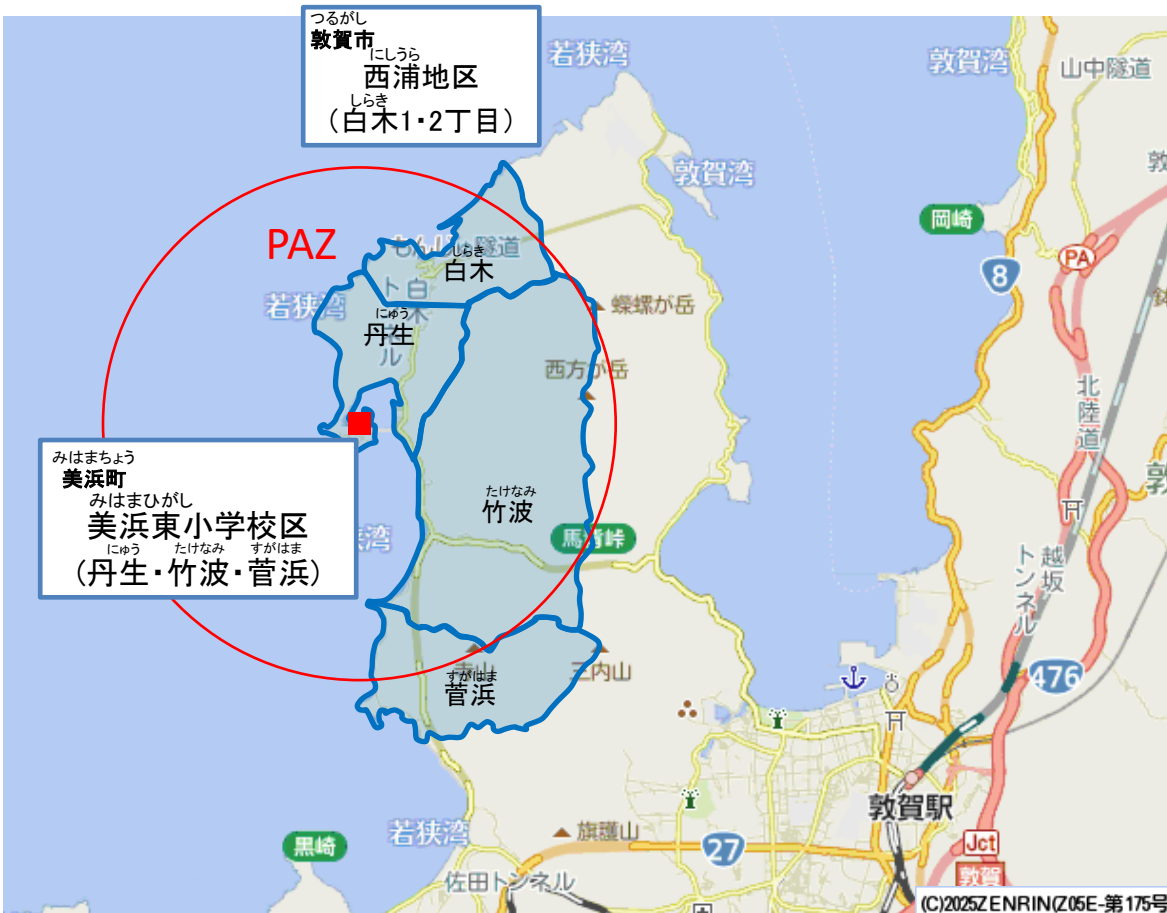 つるがし
敦賀市
にしうら
西浦地区
しらき
(白木1・2丁目)
若狭湾
敦賀湾
山中隧道
敦賀湾
岡崎
PA
8
PAZ
しらき
白木
若狭湾
にゅう
丹生
蠑螺が岳
西方が岳
北陸道
みはまちょう
美浜町
みはまひがし
美浜東小学校区
にゅう たけなみ すがはま
(丹生・竹波・菅浜)
たけなみ
竹波
馬背峠
越坂
トンネル
三内山
すがはま
菅浜
476
敦賀駅
若狭湾
黒崎
旗護山
27
佐田トンネル
Jct
敦賀
(C)2025ZENRIN(Z05E-第175号